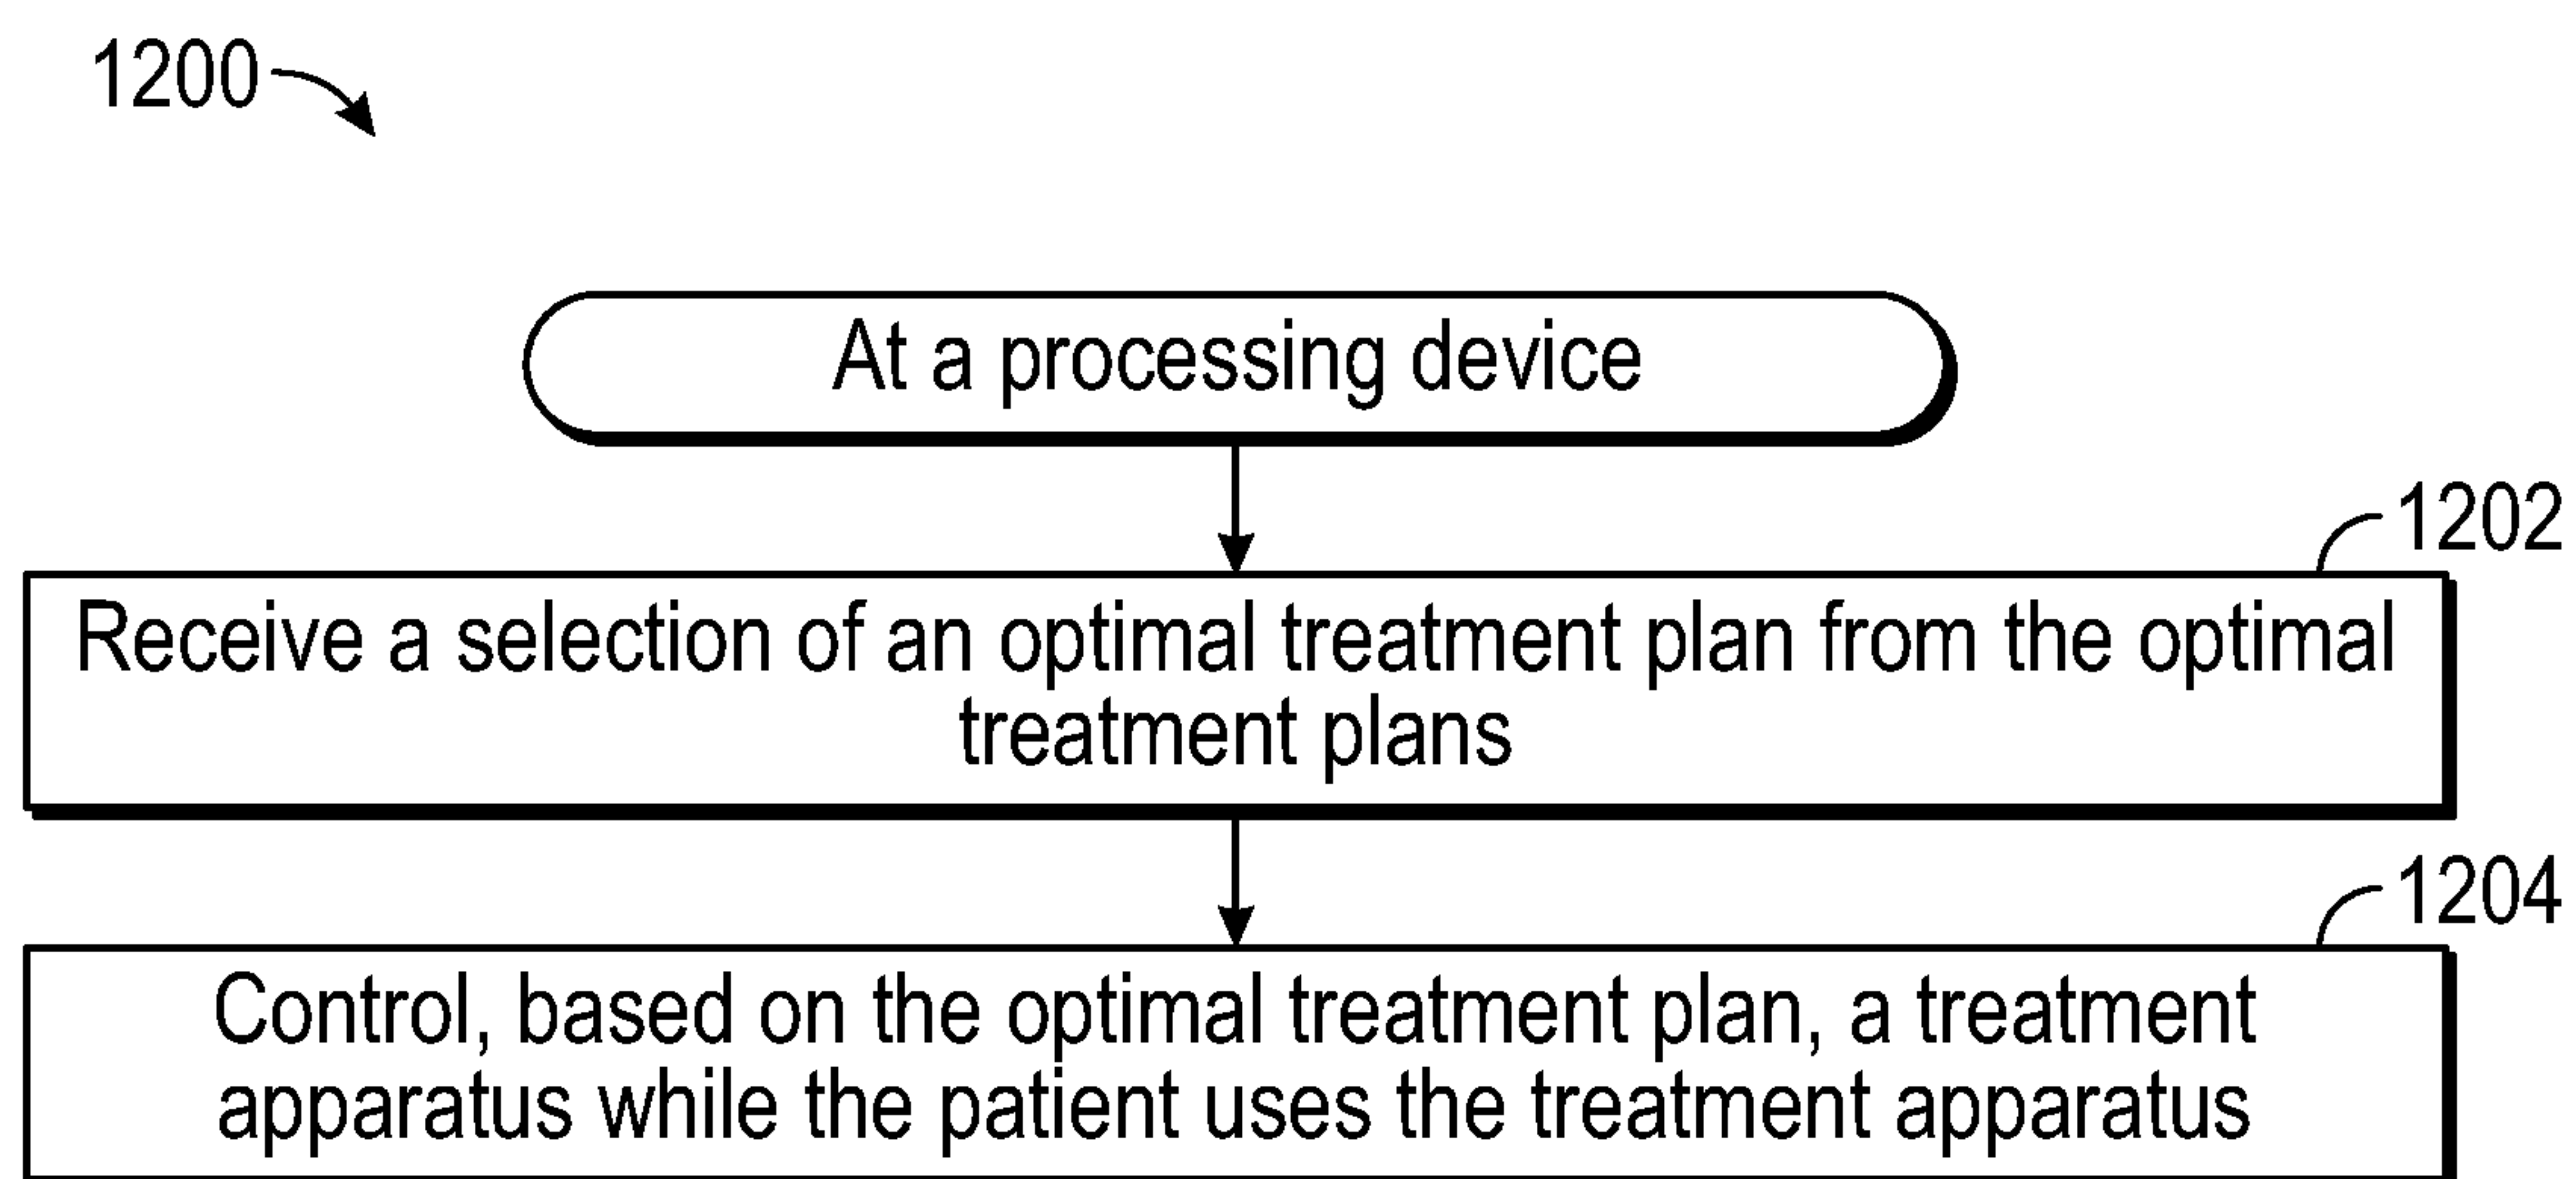 1200
At a processing device
1202
Receive a selection of an optimal treatment plan from the optimal
treatment plans
1204
Control, based on the optimal treatment plan, a treatment
apparatus while the patient uses the treatment apparatus